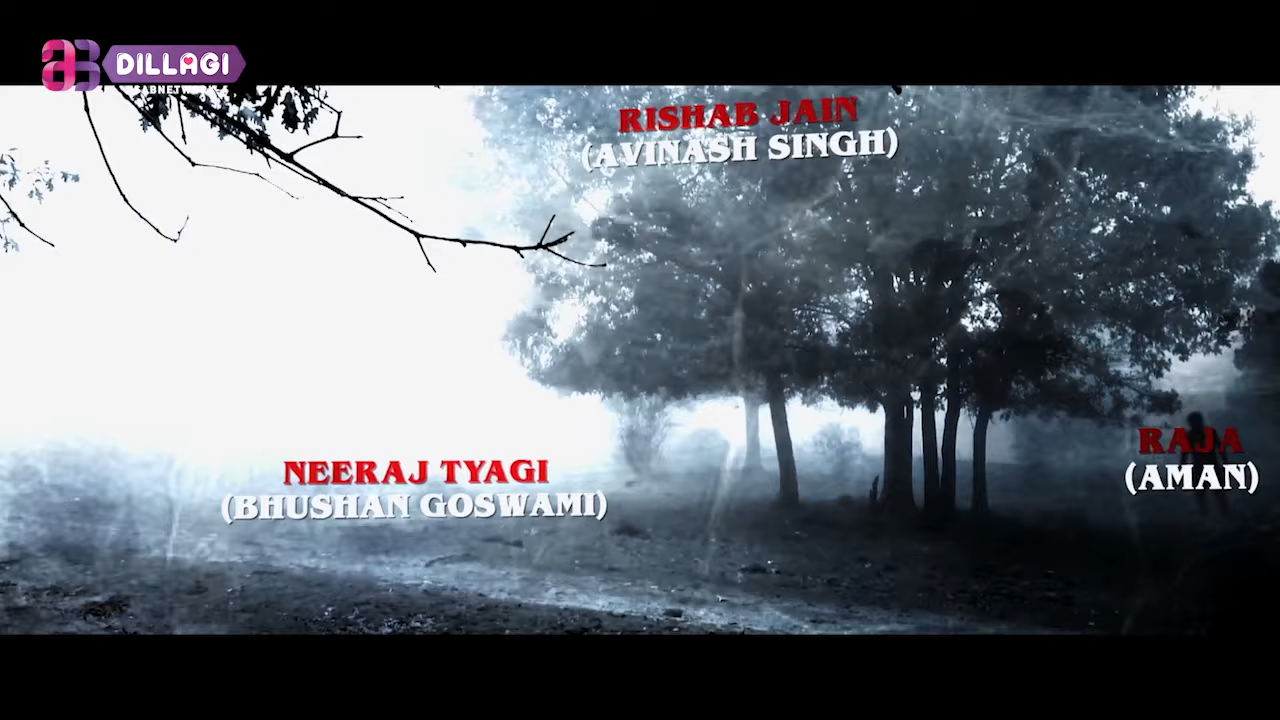 DILLAGI
RISHAB JAIN
(AVINASH SINGH)
NEERAJ TYAGI
(BHUSHAN GOSWAMI)
RAJA
(AMAN)